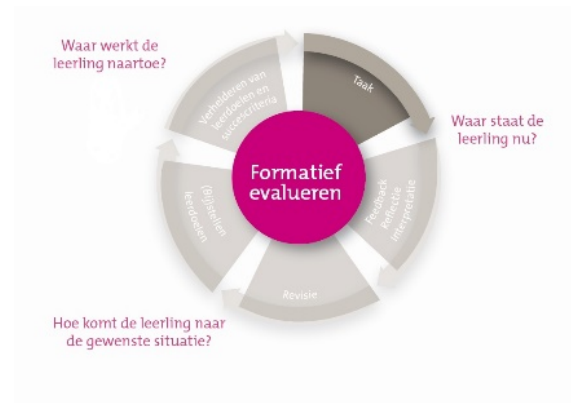 Waar werkt de
leerling naartoe?
Verhelderen van
leerdoelen en
succescriteria
Taak
Waar staat de
leerling nu?
Formatief
evalueren
Feedback
Reflectie
Interpretatie
(Bij)stellen
leerdoelen
Revisie
Hoe komt de leerling naar
de gewenste situatie?